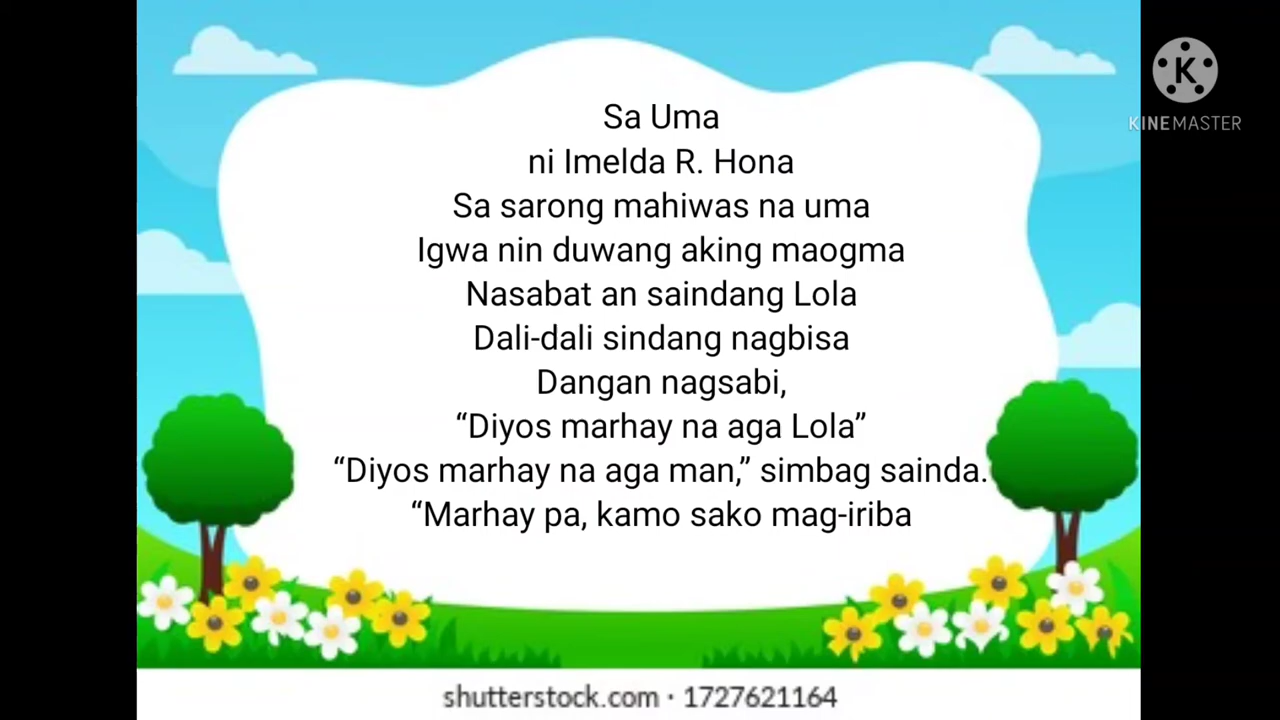 Sa Uma
ni Imelda R. Hona
Sa sarong mahiwas na uma
Igwa nin duwang aking maogma
Nasabat an saindang Lola
Dali-dali sindang nagbisa
Dangan nagsabi,
“Diyos marhay na aga Lola”
“Diyos marhay na aga man,” simbag sainda.
“Marhay pa, kamo sako mag-iriba
K
KINEMASTER
shutterstock.com · 1727621164